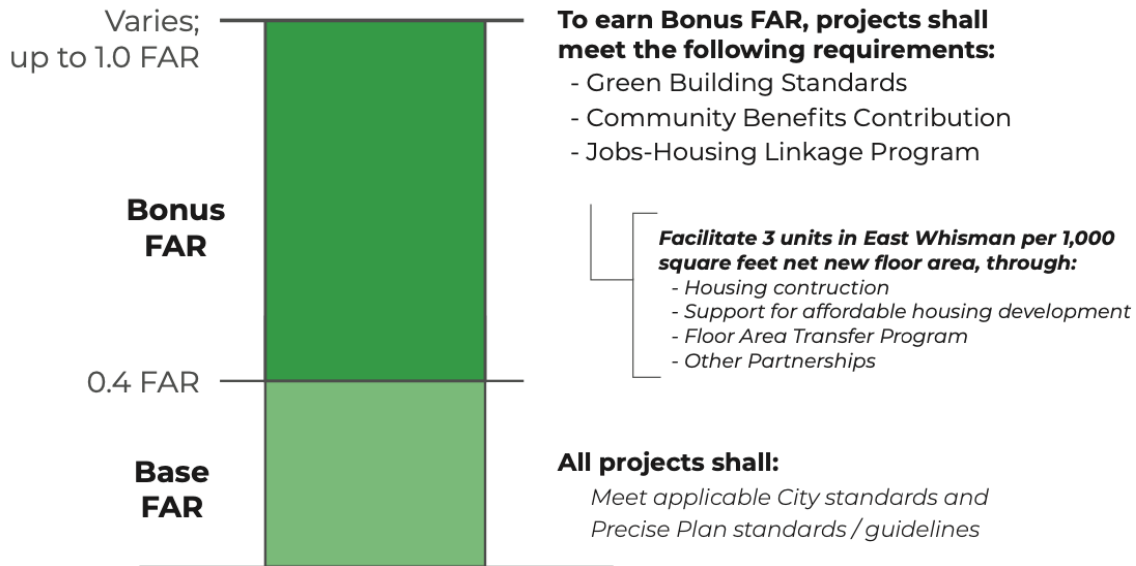 Varies;
up to 1.0 FAR
To earn Bonus FAR, projects shall
meet the following requirements:
- Green Building Standards
- Community Benefits Contribution
- Jobs-Housing Linkage Program
Bonus
FAR
Facilitate 3 units in East Whisman per 1,000
square feet net new floor area, through:
- Housing contruction
- Support for affordable housing development
- Floor Area Transfer Program
- Other Partnerships
0.4 FAR
Base
FAR
All projects shall:
Meet applicable City standards and
Precise Plan standards / guidelines